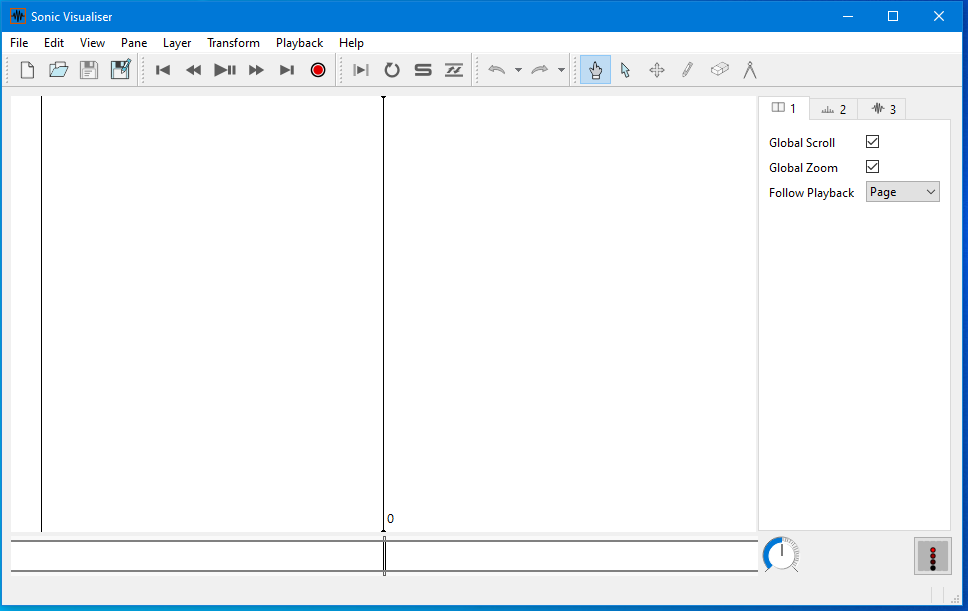 Sonic Visualiser
File Edit View Pane Layer Transform Playback Help
1 2 3
Global Scroll
Global Zoom
Follow Playback Page
0